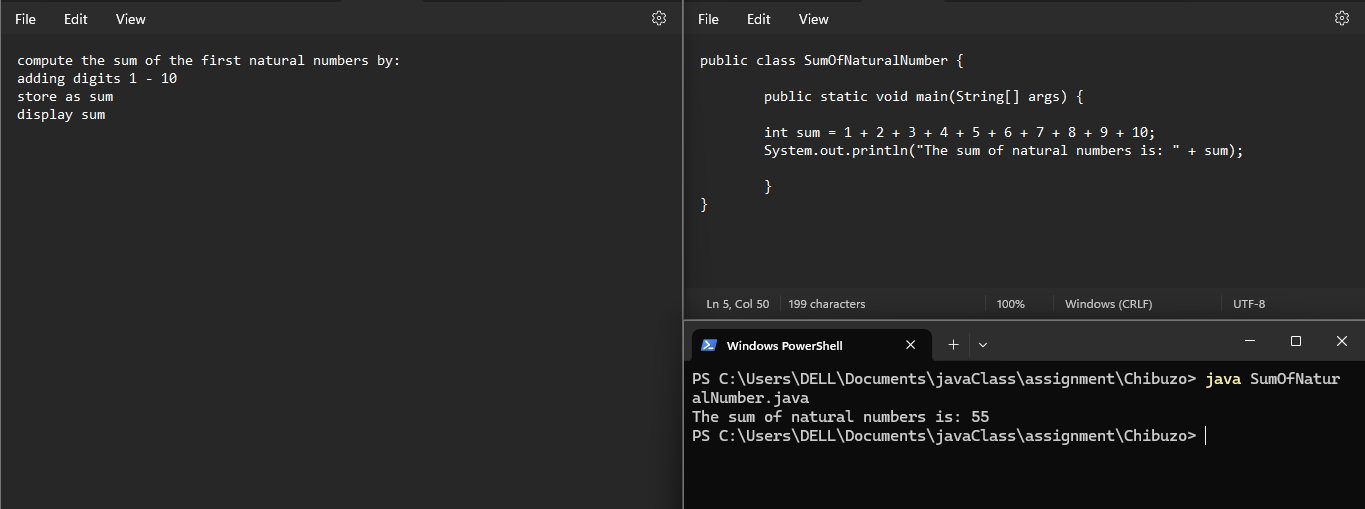 File Edit View
compute the sum of the first natural numbers by:
adding digits 1 - 10
store as sum
display sum
File Edit View
public class SumOfNaturalNumber {
public static void main(String[] args) {
int sum = 1 + 2 + 3 + 4 + 5 + 6 + 7 + 8 + 9 + 10;
System.out.println("The sum of natural numbers is: " + sum);
}
}
Ln 5, Col 50 199 characters 100% Windows (CRLF) UTF-8
Windows PowerShell
PS C:\Users\DELL\Documents\javaClass\assignment\Chibuzo> java SumOfNatur
alNumber.java
The sum of natural numbers is: 55
PS C:\Users\DELL\Documents\javaClass\assignment\Chibuzo>